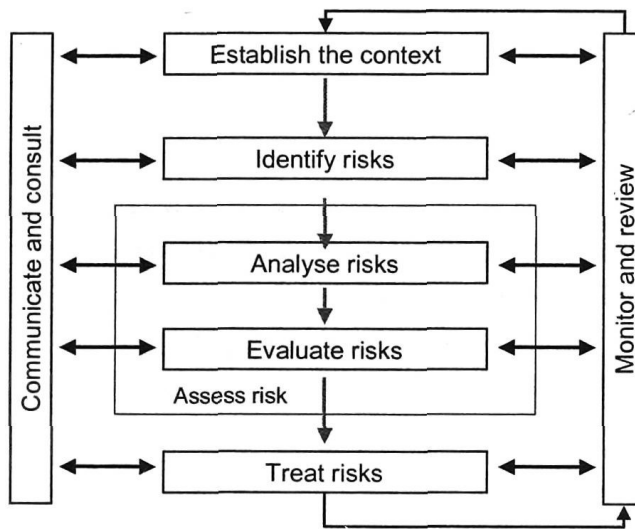 Establish the context
Identify risks
Analyse risks
Evaluate risks
Assess risk
Treat risks
Communicate and consult
Monitor and review